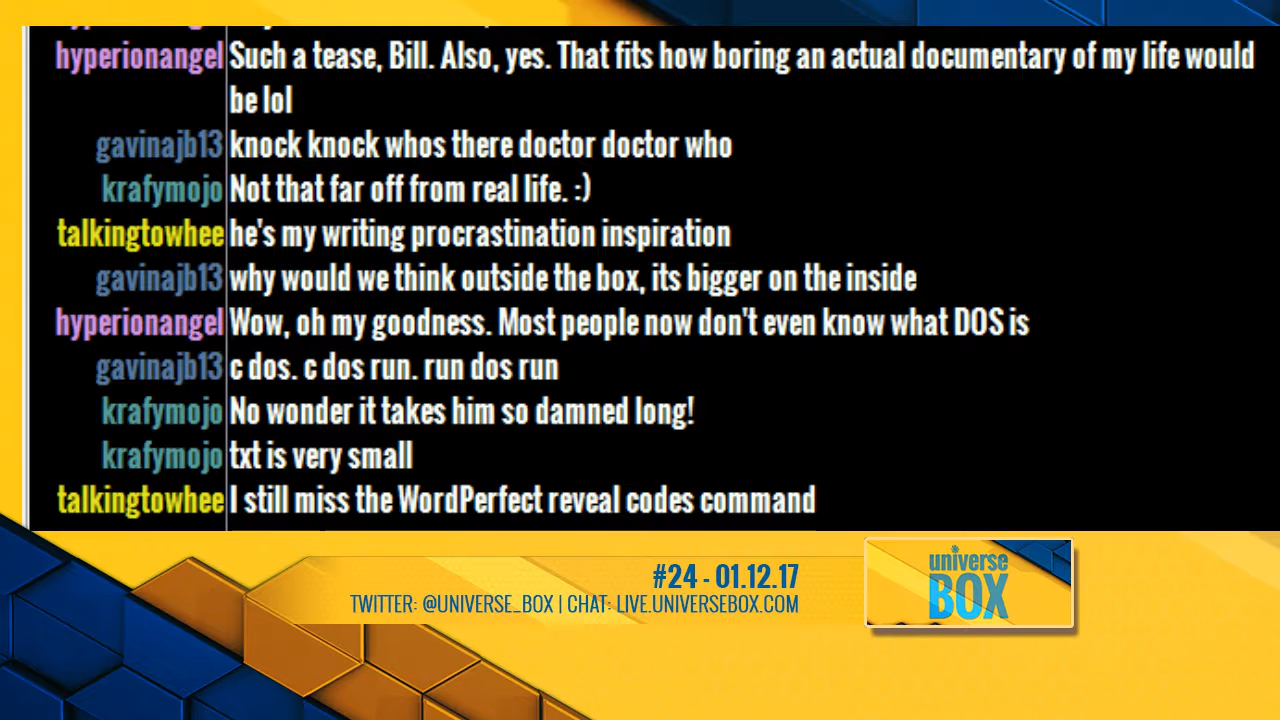 hyperionangel Such a tease, Bill. Also, yes. That fits how boring an actual documentary of my life would
be lol
gavinajb13 knock knock whos there doctor doctor who
krafymojo Not that far off from real life. :)
talkingtowhee he's my writing procrastination inspiration
gavinajb13 why would we think outside the box, its bigger on the inside
hyperionangel Wow, oh my goodness. Most people now don't even know what DOS is
gavinajb13 c dos. c dos run. run dos run
krafymojo No wonder it takes him so damned long!
krafymojo txt is very small
talkingtowhee I still miss the WordPerfect reveal codes command
#24 - 01.12.17
TWITTER: @UNIVERSE_BOX | CHAT: LIVE.UNIVERSEBOX.COM
universe
BOX